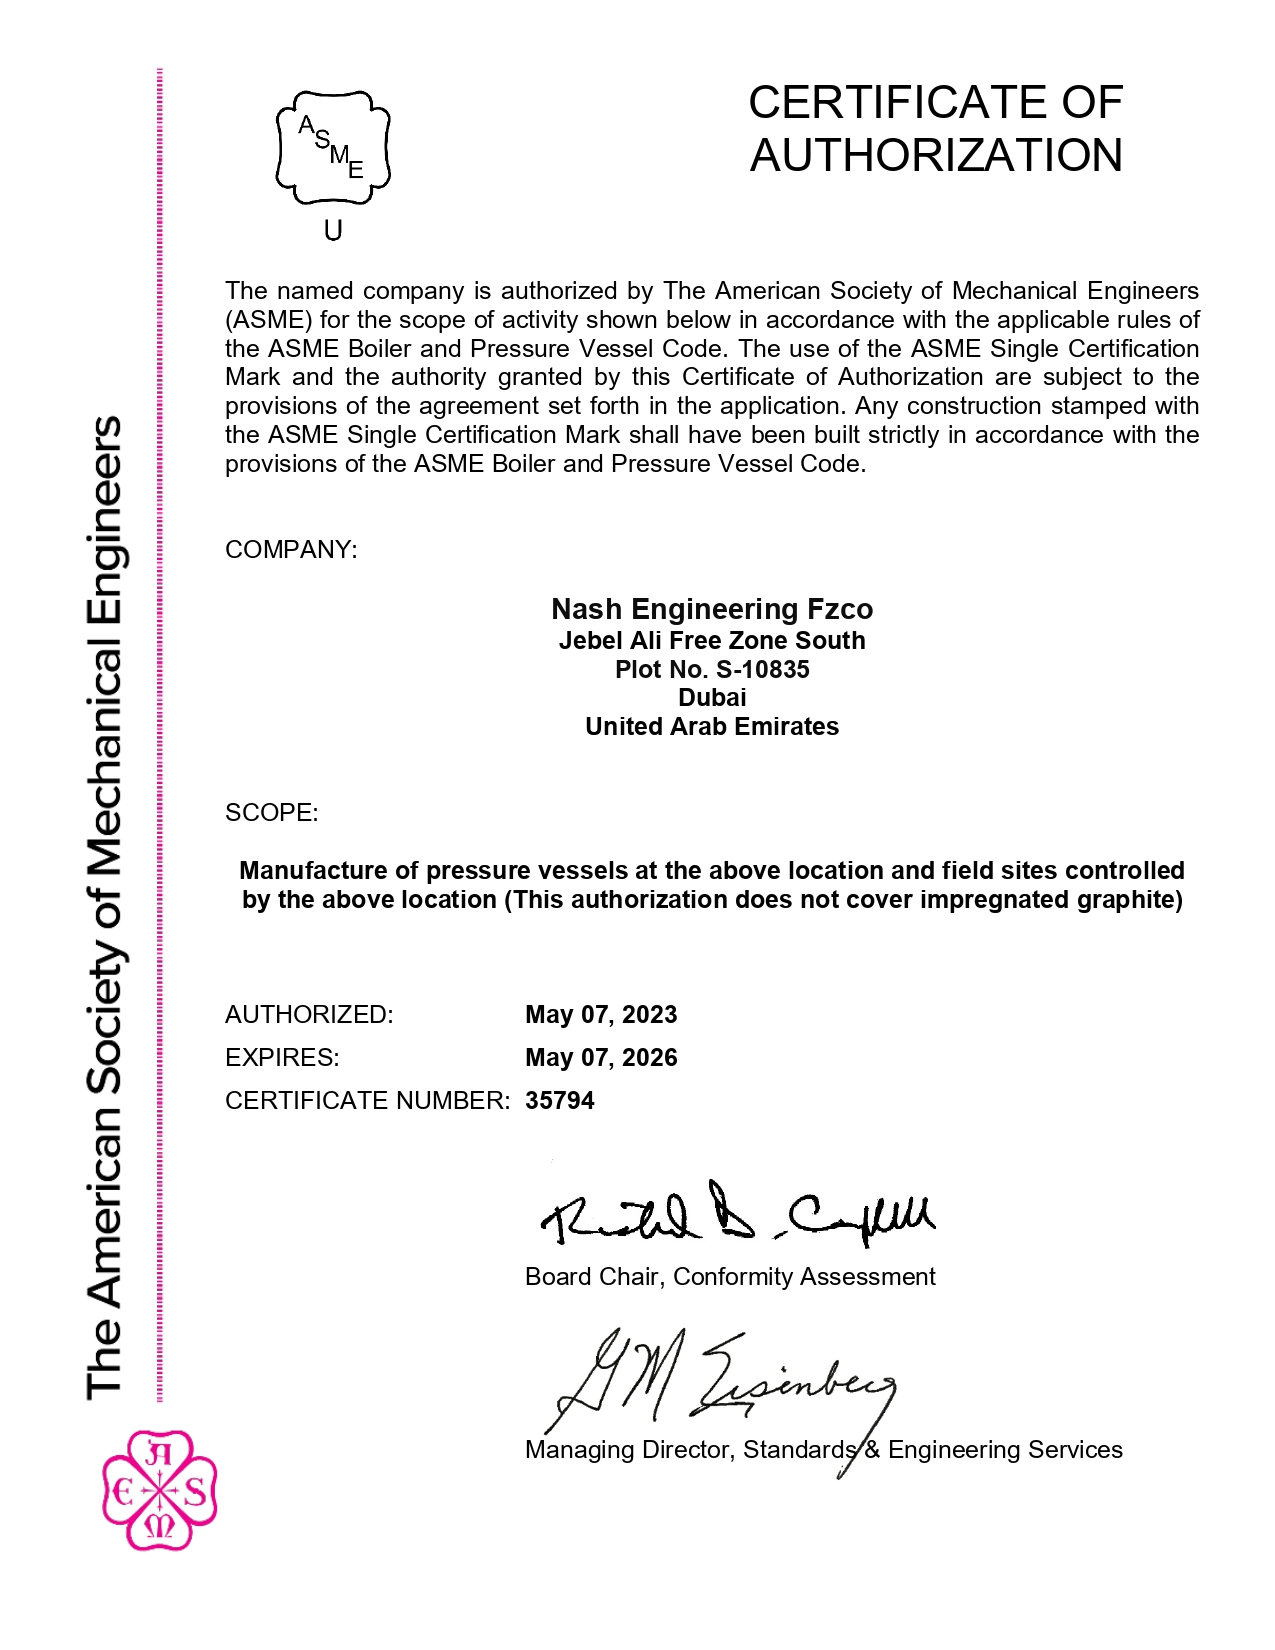 CERTIFICATE OF
AUTHORIZATION
A
S
M
E
U
The named company is authorized by The American Society of Mechanical Engineers
(ASME) for the scope of activity shown below in accordance with the applicable rules of
the ASME Boiler and Pressure Vessel Code. The use of the ASME Single Certification
Mark and the authority granted by this Certificate of Authorization are subject to the
provisions of the agreement set forth in the application. Any construction stamped with
the ASME Single Certification Mark shall have been built strictly in accordance with the
provisions of the ASME Boiler and Pressure Vessel Code.
COMPANY:
Nash Engineering Fzco
Jebel Ali Free Zone South
Plot No. S-10835
Dubai
United Arab Emirates
SCOPE:
Manufacture of pressure vessels at the above location and field sites controlled
by the above location (This authorization does not cover impregnated graphite)
AUTHORIZED: May 07, 2023
EXPIRES: May 07, 2026
CERTIFICATE NUMBER: 35794
Board Chair, Conformity Assessment
GM Eisenberg
Managing Director, Standards & Engineering Services
The American Society of Mechanical Engineers
A
E S
M